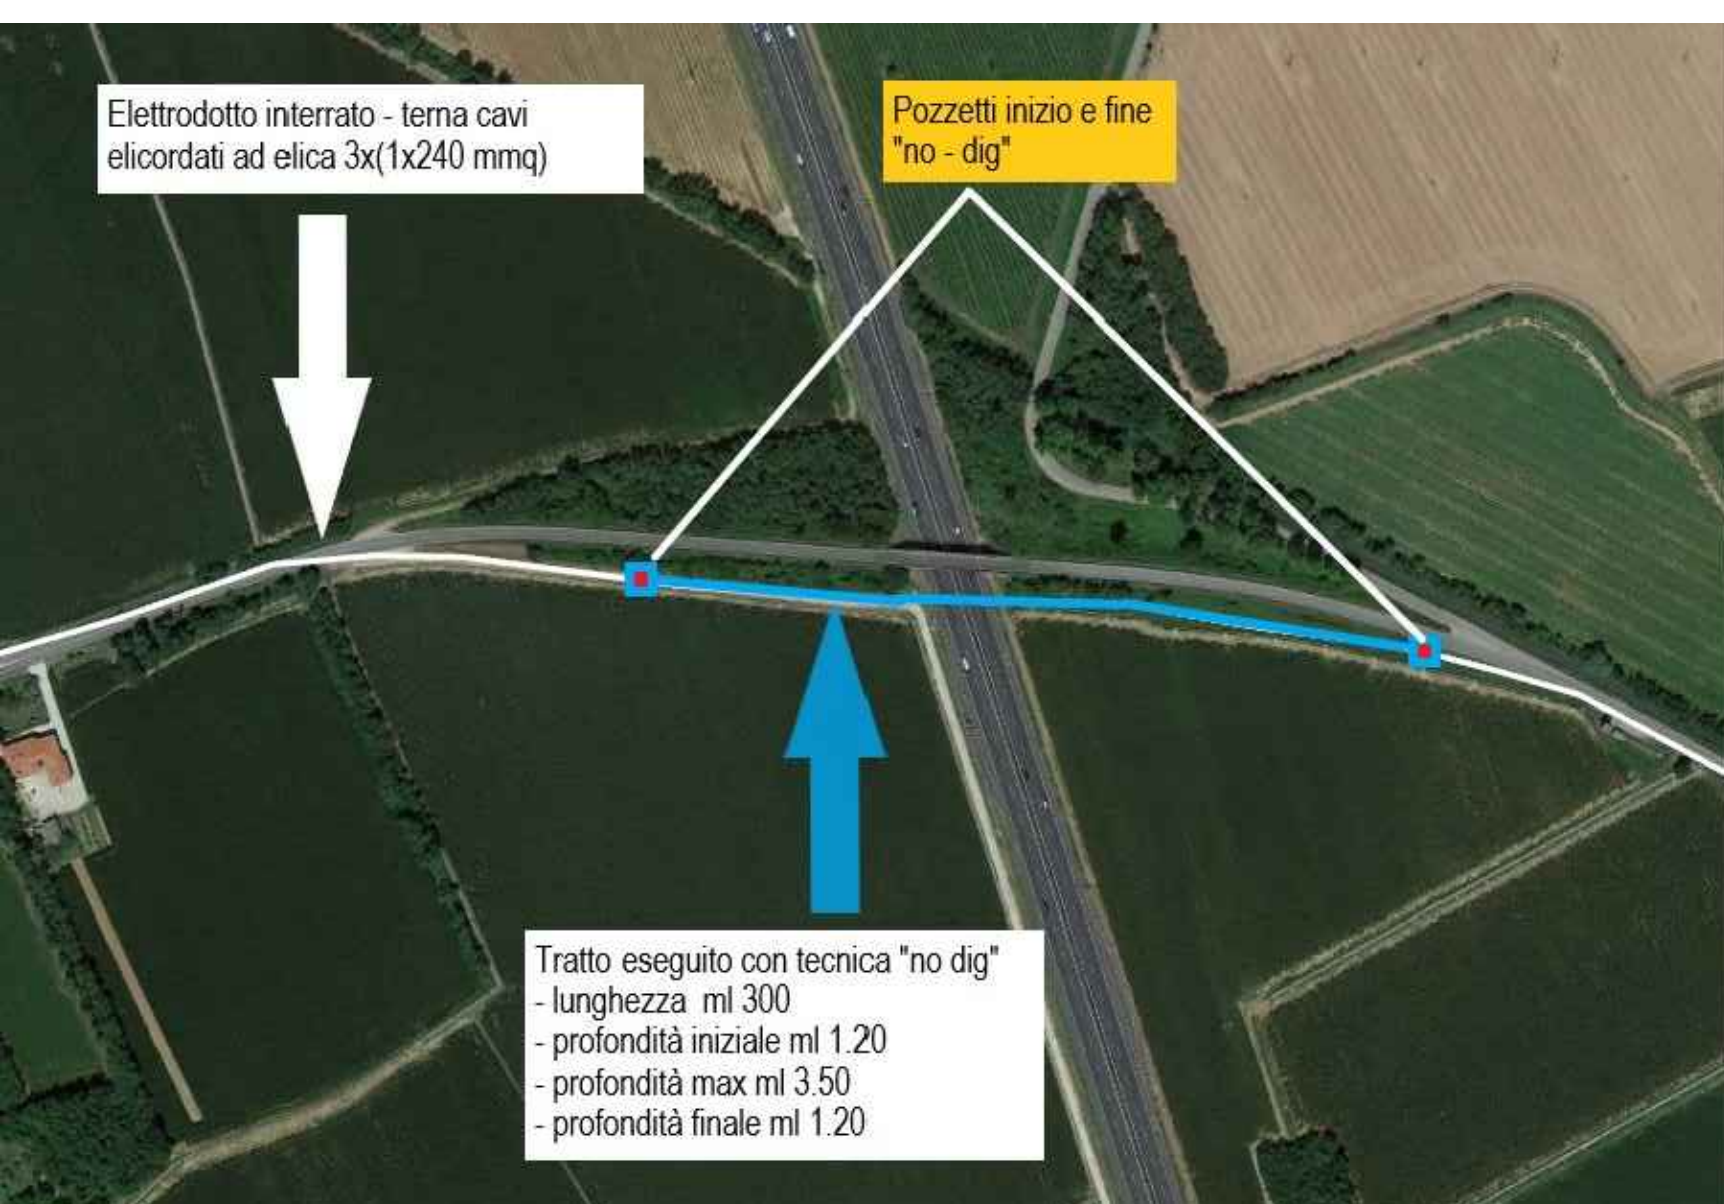 Elettrodotto interrato - terna cavi
elicordati ad elica 3x(1x240 mmq)
Pozzetti inizio e fine
"no - dig"
Tratto eseguito con tecnica "no dig"
- lunghezza  ml 300
- profondità iniziale ml 1.20
- profondità max ml 3.50
- profondità finale ml 1.20